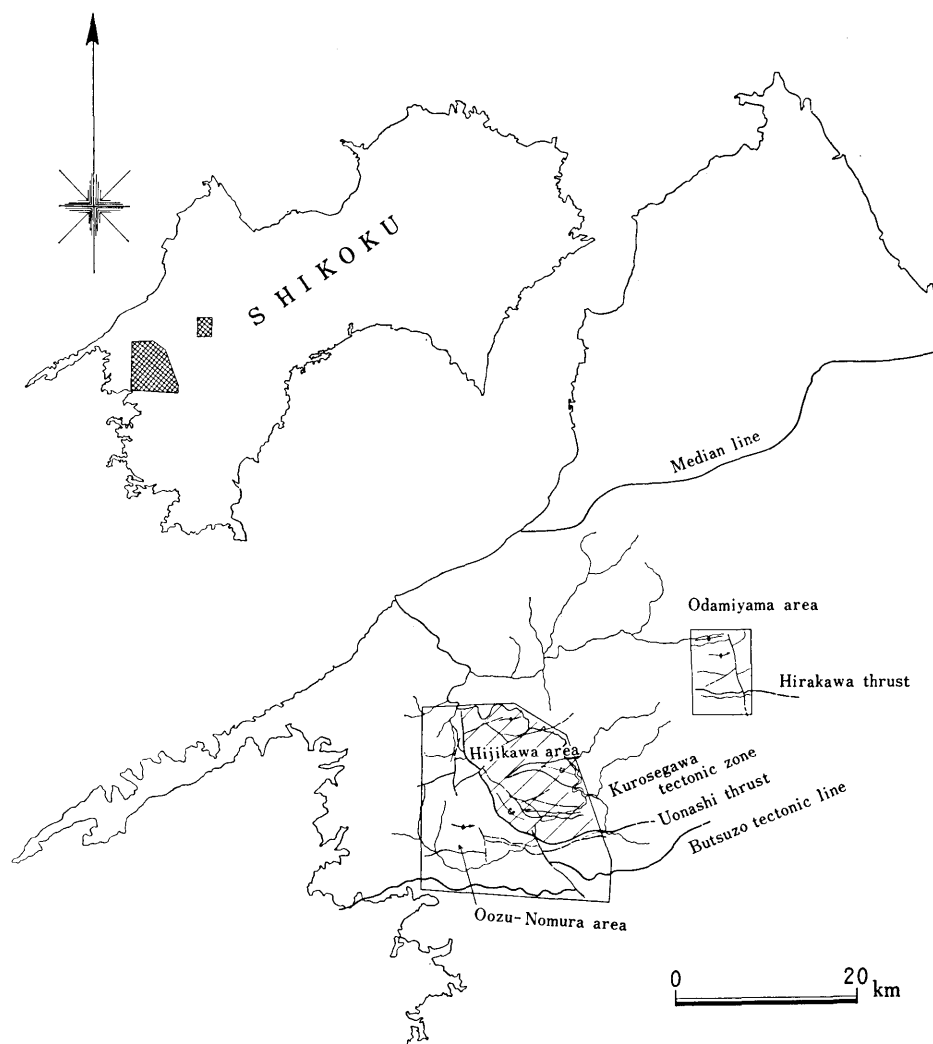 SHIKOKU
Median line
Odamiyama area
Hirakawa thrust
Hijikawa area
Kurosegawa
tectonic zone
Uonashi thrust
Butsuzo tectonic line
Oozu-Nomura area
0 20 km